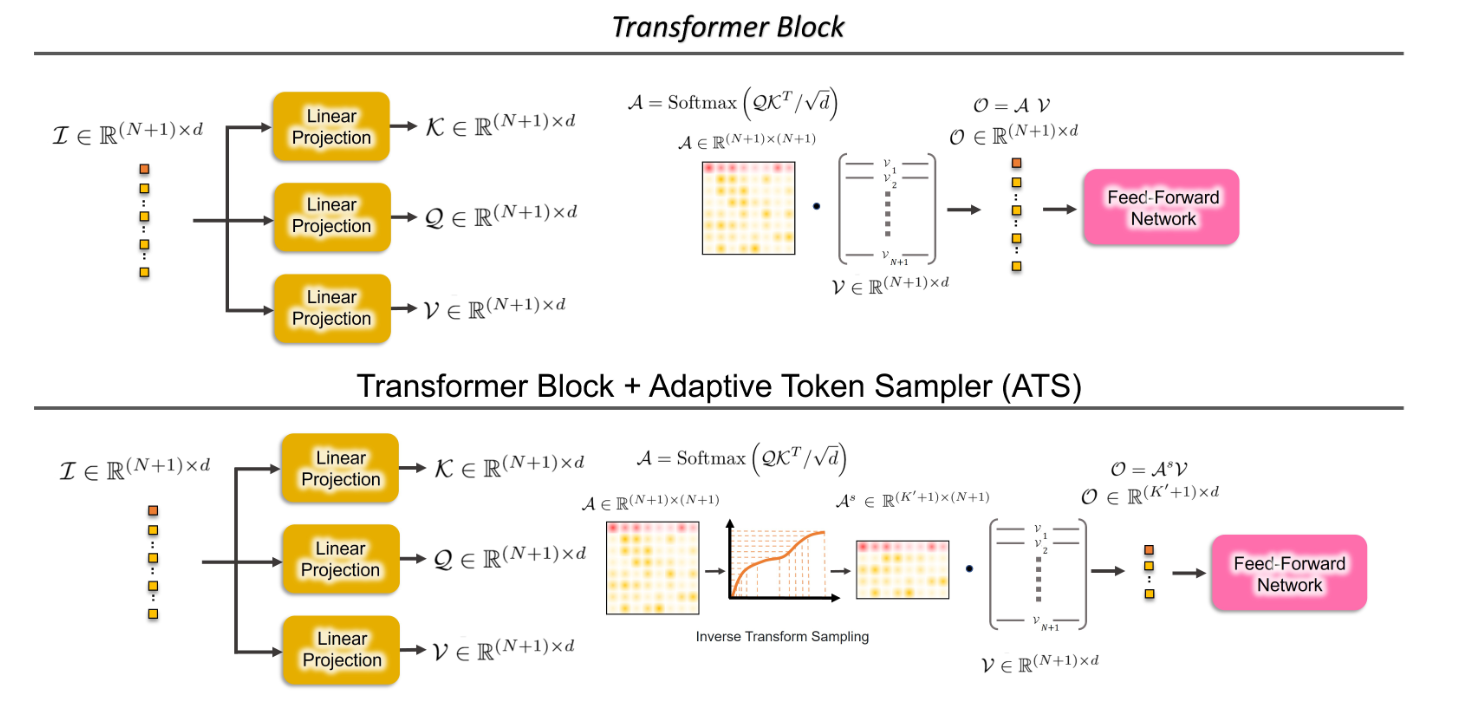 Transformer Block
𝓘 ∈ ℝ^{(N+1)×d}
Linear
Projection
𝓚 ∈ ℝ^{(N+1)×d}
Linear
Projection
𝓠 ∈ ℝ^{(N+1)×d}
Linear
Projection
𝓥 ∈ ℝ^{(N+1)×d}
𝓐 = Softmax(𝓠𝓚^T/√d)
𝓐 ∈ ℝ^{(N+1)×(N+1)}
𝓥_1
𝓥_2
𝓥_{N+1}
𝓥 ∈ ℝ^{(N+1)×d}
𝓞 = 𝓐 𝓥
𝓞 ∈ ℝ^{(N+1)×d}
Feed-Forward
Network
Transformer Block + Adaptive Token Sampler (ATS)
𝓘 ∈ ℝ^{(N+1)×d}
Linear
Projection
𝓚 ∈ ℝ^{(N+1)×d}
Linear
Projection
𝓠 ∈ ℝ^{(N+1)×d}
Linear
Projection
𝓥 ∈ ℝ^{(N+1)×d}
𝓐 = Softmax(𝓠𝓚^T/√d)
𝓐 ∈ ℝ^{(N+1)×(N+1)}
Inverse Transform Sampling
𝓐^s ∈ ℝ^{(K′+1)×(N+1)}
𝓥_1
𝓥_2
𝓥_{N+1}
𝓥 ∈ ℝ^{(N+1)×d}
𝓞 = 𝓐^s𝓥
𝓞 ∈ ℝ^{(K′+1)×d}
Feed-Forward
Network